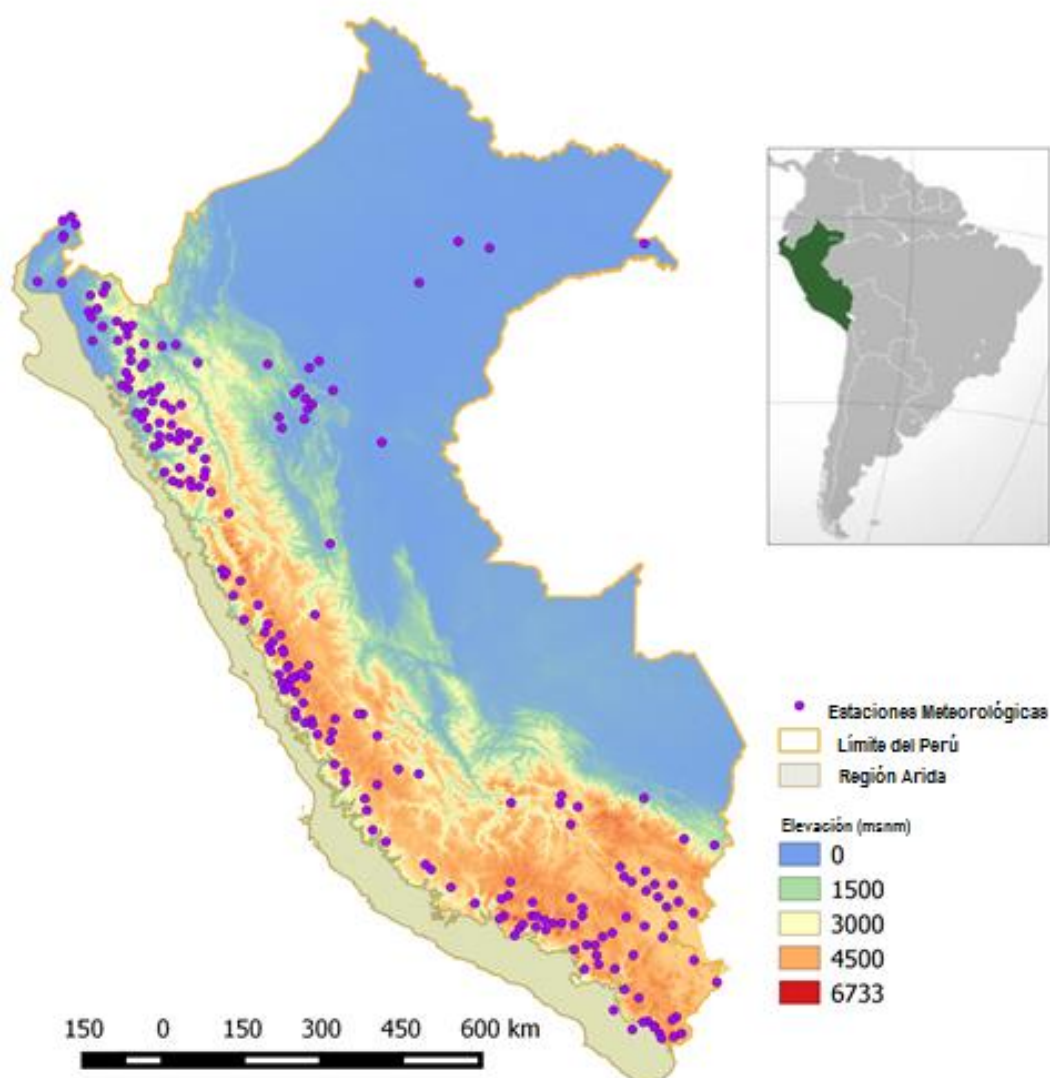 Estaciones Meteorológicas
Límite del Perú
Región Arida
Elevación (msnm)
0
1500
3000
4500
6733
150 0 150 300 450 600 km